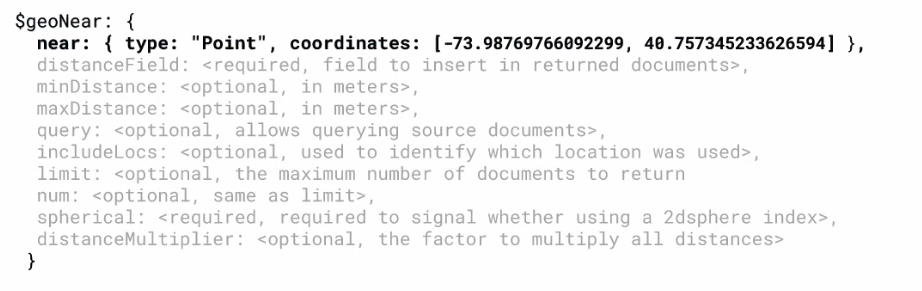 $geoNear: {
near: { type: "Point", coordinates: [-73.98769766092299, 40.757345233626594] },
distanceField: <required, field to insert in returned documents>,
minDistance: <optional, in meters>,
maxDistance: <optional, in meters>,
query: <optional, allows querying source documents>,
includeLocs: <optional, used to identify which location was used>,
limit: <optional, the maximum number of documents to return
num: <optional, same as limit>,
spherical: <required, required to signal whether using a 2dsphere index>,
distanceMultiplier: <optional, the factor to multiply all distances>
}